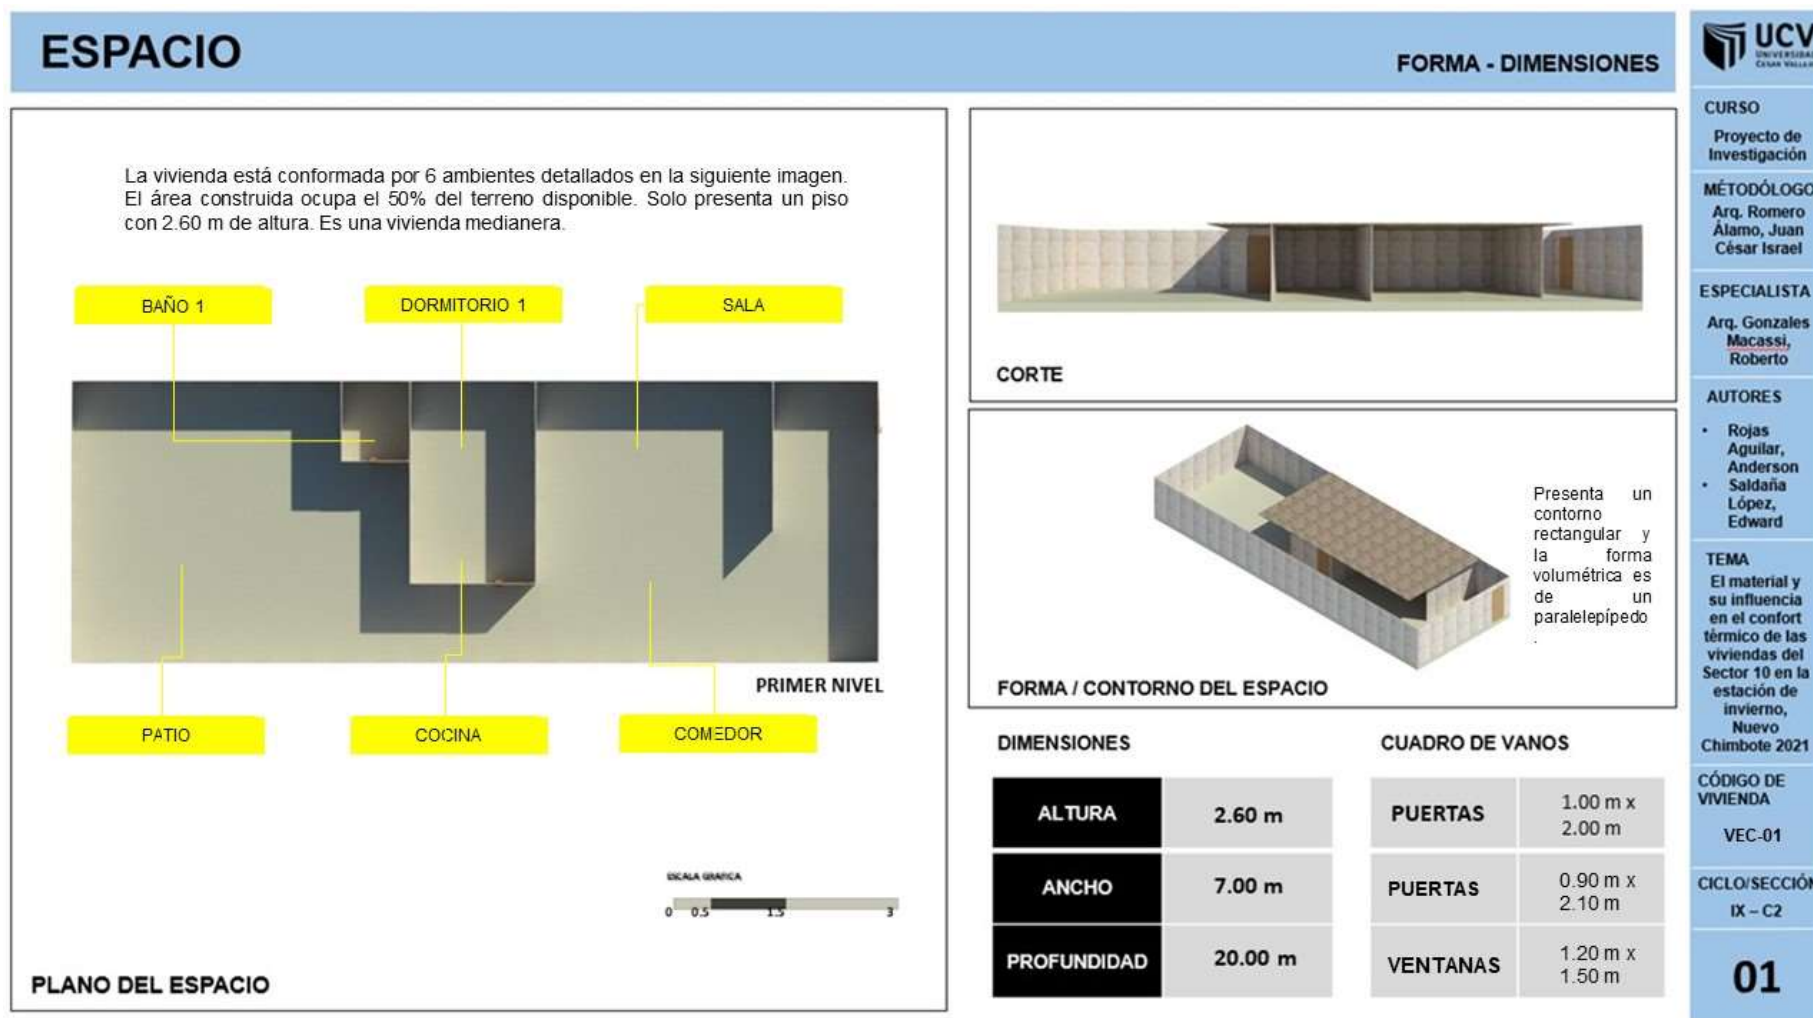 ESPACIO
FORMA - DIMENSIONES
La vivienda está conformada por 6 ambientes detallados en la siguiente imagen.
El área construida ocupa el 50% del terreno disponible. Solo presenta un piso
con 2.60 m de altura. Es una vivienda medianera.
BAÑO 1
DORMITORIO 1
SALA
PRIMER NIVEL
PATIO
COCINA
COMEDOR
ESCALA GRAFICA
0 0.5 1.5 3
PLANO DEL ESPACIO
CORTE
Presenta un
contorno
rectangular y
la forma
volumétrica es
de un
paralelepípedo
.
FORMA / CONTORNO DEL ESPACIO
DIMENSIONES
ALTURA 2.60 m
ANCHO 7.00 m
PROFUNDIDAD 20.00 m
CUADRO DE VANOS
PUERTAS 1.00 m x
2.00 m
PUERTAS 0.90 m x
2.10 m
VENTANAS 1.20 m x
1.50 m
UCV
UNIVERSIDAD
CESAR VALLEJO
CURSO
Proyecto de
Investigación
MÉTODÓLOGO
Arq. Romero
Álamo, Juan
César Israel
ESPECIALISTA
Arq. Gonzales
Macassi,
Roberto
AUTORES
• Rojas
Aguilar,
Anderson
• Saldaña
López,
Edward
TEMA
El material y
su influencia
en el confort
térmico de las
viviendas del
Sector 10 en la
estación de
invierno,
Nuevo
Chimbote 2021
CÓDIGO DE
VIVIENDA
VEC-01
CICLO/SECCIÓN
IX – C2
01